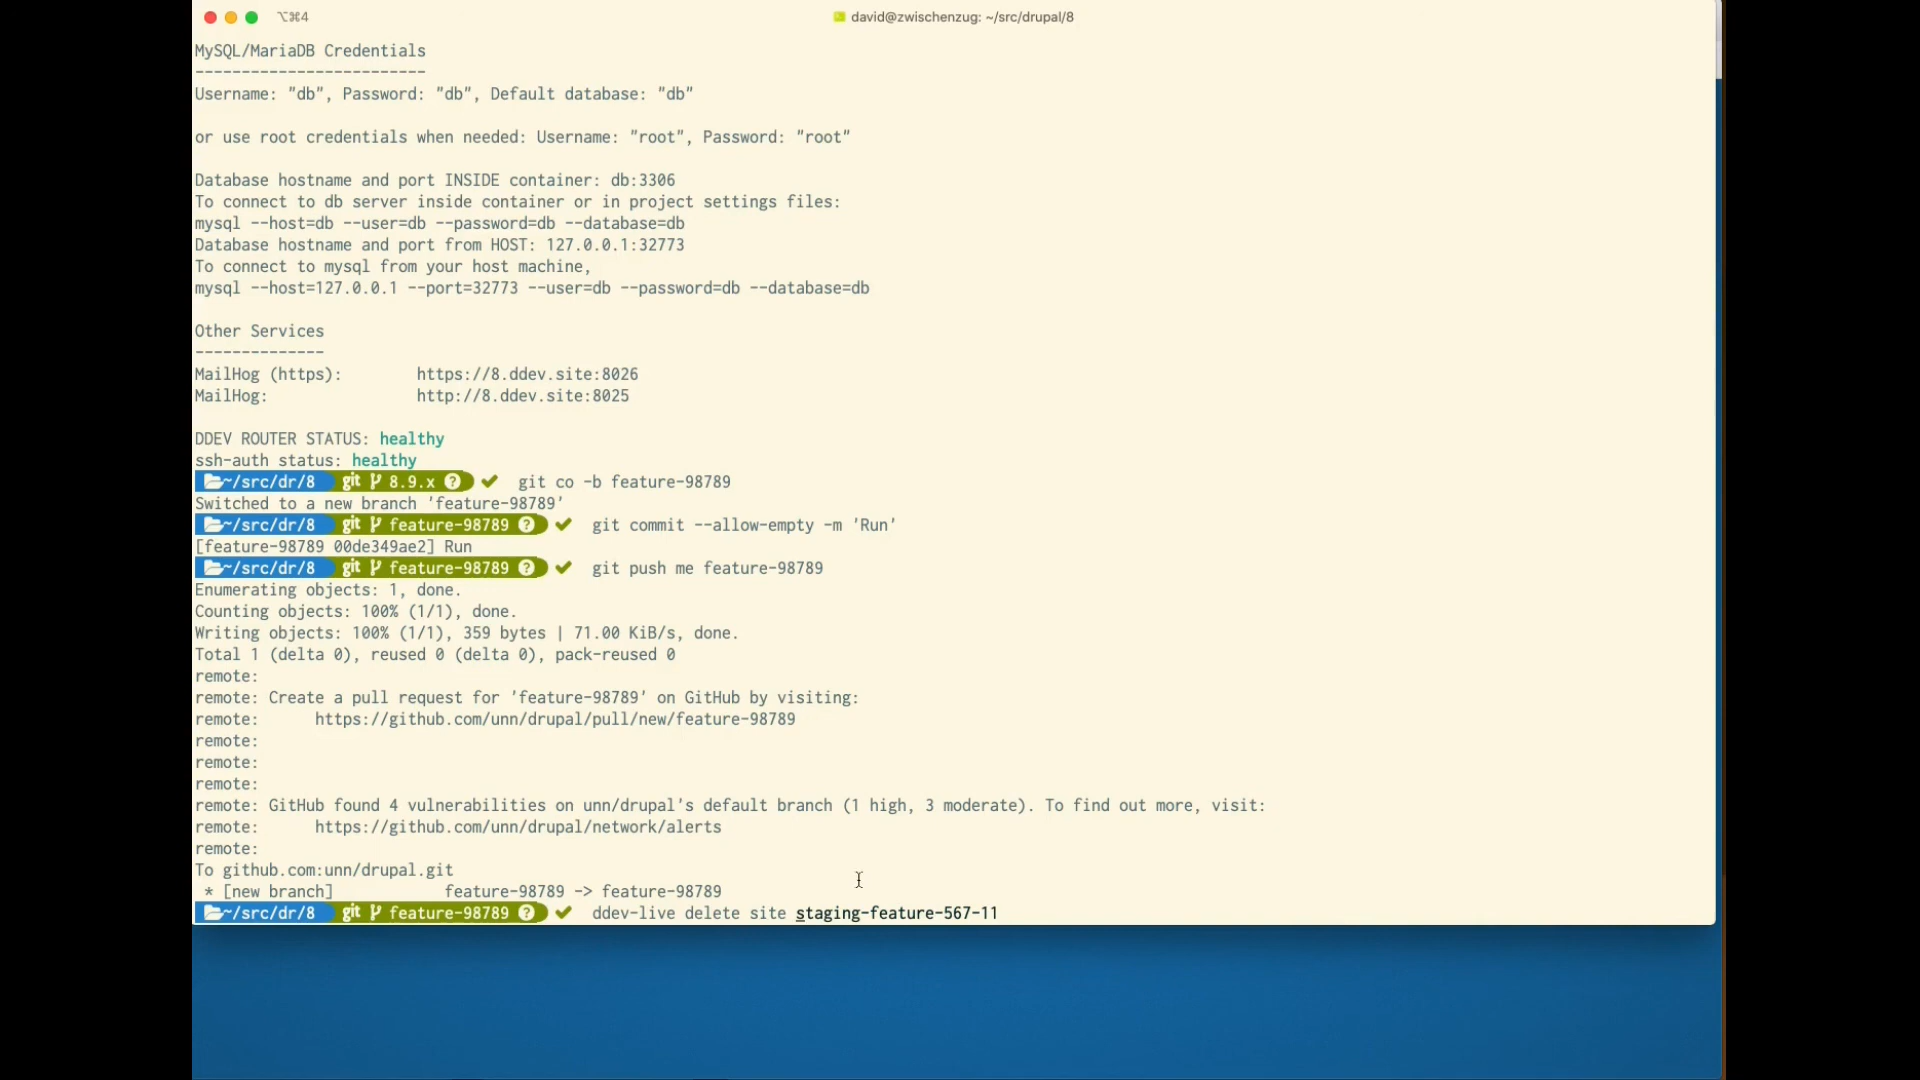 ⌥⌘4
david@zwischenzug: ~/src/drupal/8
MySQL/MariaDB Credentials
-------------------------
Username: "db", Password: "db", Default database: "db"
or use root credentials when needed: Username: "root", Password: "root"
Database hostname and port INSIDE container: db:3306
To connect to db server inside container or in project settings files:
mysql --host=db --user=db --password=db --database=db
Database hostname and port from HOST: 127.0.0.1:32773
To connect to mysql from your host machine,
mysql --host=127.0.0.1 --port=32773 --user=db --password=db --database=db
Other Services
--------------
MailHog (https): https://8.ddev.site:8026
MailHog: http://8.ddev.site:8025
DDEV ROUTER STATUS: healthy
ssh-auth status: healthy
~/src/dr/8 git 8.9.x ? ✔ git co -b feature-98789
Switched to a new branch 'feature-98789'
~/src/dr/8 git feature-98789 ? ✔ git commit --allow-empty -m 'Run'
[feature-98789 00de349ae2] Run
~/src/dr/8 git feature-98789 ? ✔ git push me feature-98789
Enumerating objects: 1, done.
Counting objects: 100% (1/1), done.
Writing objects: 100% (1/1), 359 bytes | 71.00 KiB/s, done.
Total 1 (delta 0), reused 0 (delta 0), pack-reused 0
remote:
remote: Create a pull request for 'feature-98789' on GitHub by visiting:
remote: https://github.com/unn/drupal/pull/new/feature-98789
remote:
remote:
remote:
remote: GitHub found 4 vulnerabilities on unn/drupal's default branch (1 high, 3 moderate). To find out more, visit:
remote: https://github.com/unn/drupal/network/alerts
remote:
To github.com:unn/drupal.git
* [new branch] feature-98789 -> feature-98789
~/src/dr/8 git feature-98789 ? ✔ ddev-live delete site staging-feature-567-11